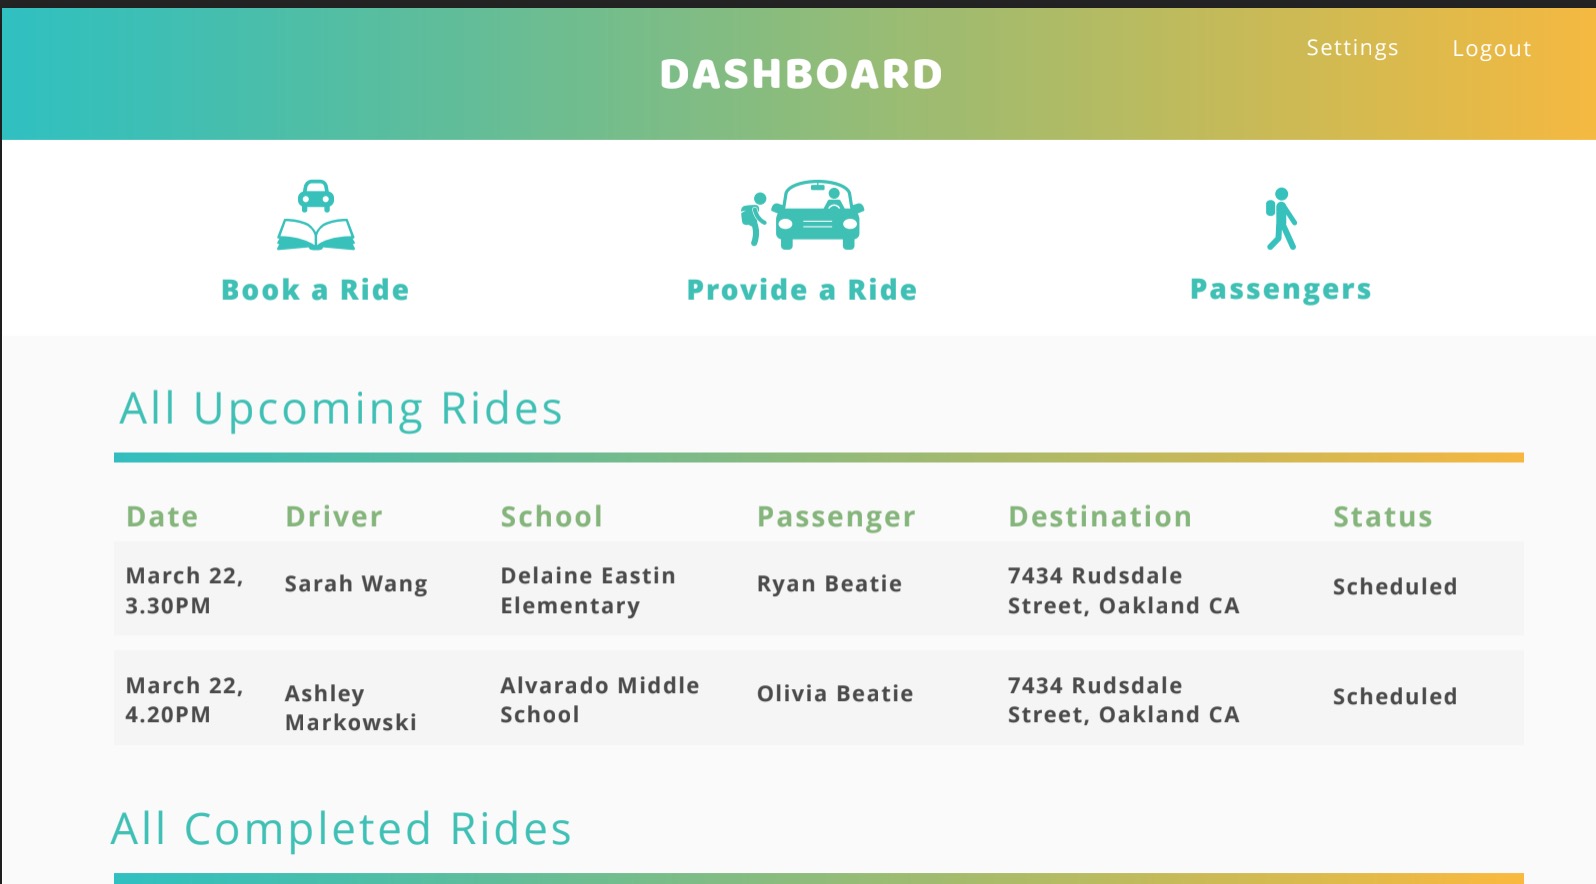 DASHBOARD
Settings
Logout
Book a Ride
Provide a Ride
Passengers
All Upcoming Rides
Date Driver School Passenger Destination Status
March 22,
3.30PM
Sarah Wang
Delaine Eastin
Elementary
Ryan Beatie
7434 Rudsdale
Street, Oakland CA
Scheduled
March 22,
4.20PM
Ashley
Markowski
Alvarado Middle
School
Olivia Beatie
7434 Rudsdale
Street, Oakland CA
Scheduled
All Completed Rides